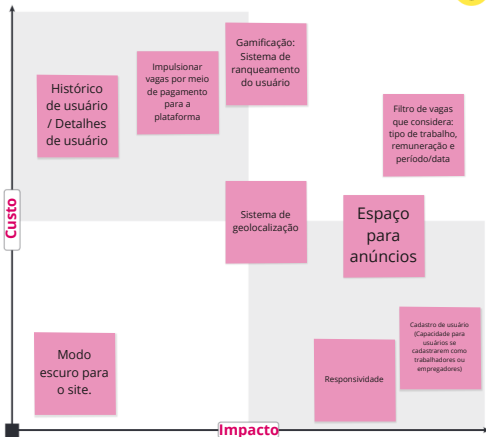 Gamificação:
Sistema de
ranqueamento
do usuário
Impulsionar
vagas por meio
de pagamento
para a
plataforma
Histórico
de usuário
/ Detalhes
de usuário
Filtro de vagas
que considera:
tipo de trabalho,
remuneração e
período/data
Custo
Sistema de
geolocalização
Espaço
para
anúncios
Cadastro de usuário
(Capacidade para
usuários se
cadastrarem como
trabalhadores ou
empregadores)
Modo
escuro para
o site.
Responsividade
Impacto